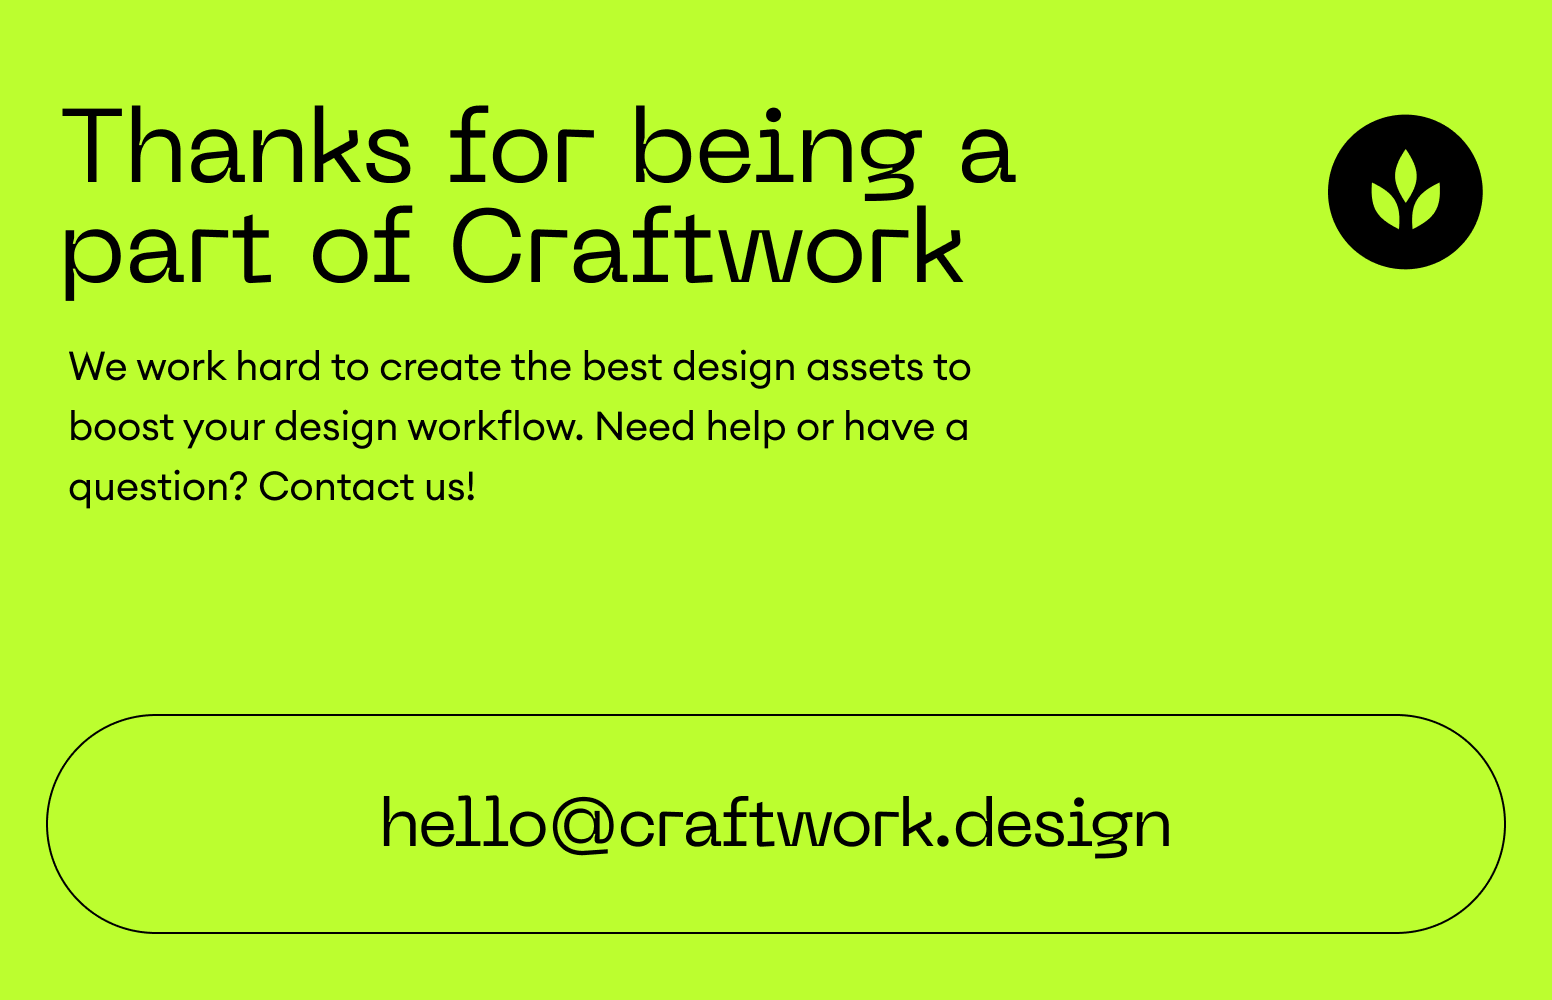 Thanks for being a
part of Craftwork
We work hard to create the best design assets to
boost your design workflow. Need help or have a
question? Contact us!
hello@craftwork.design